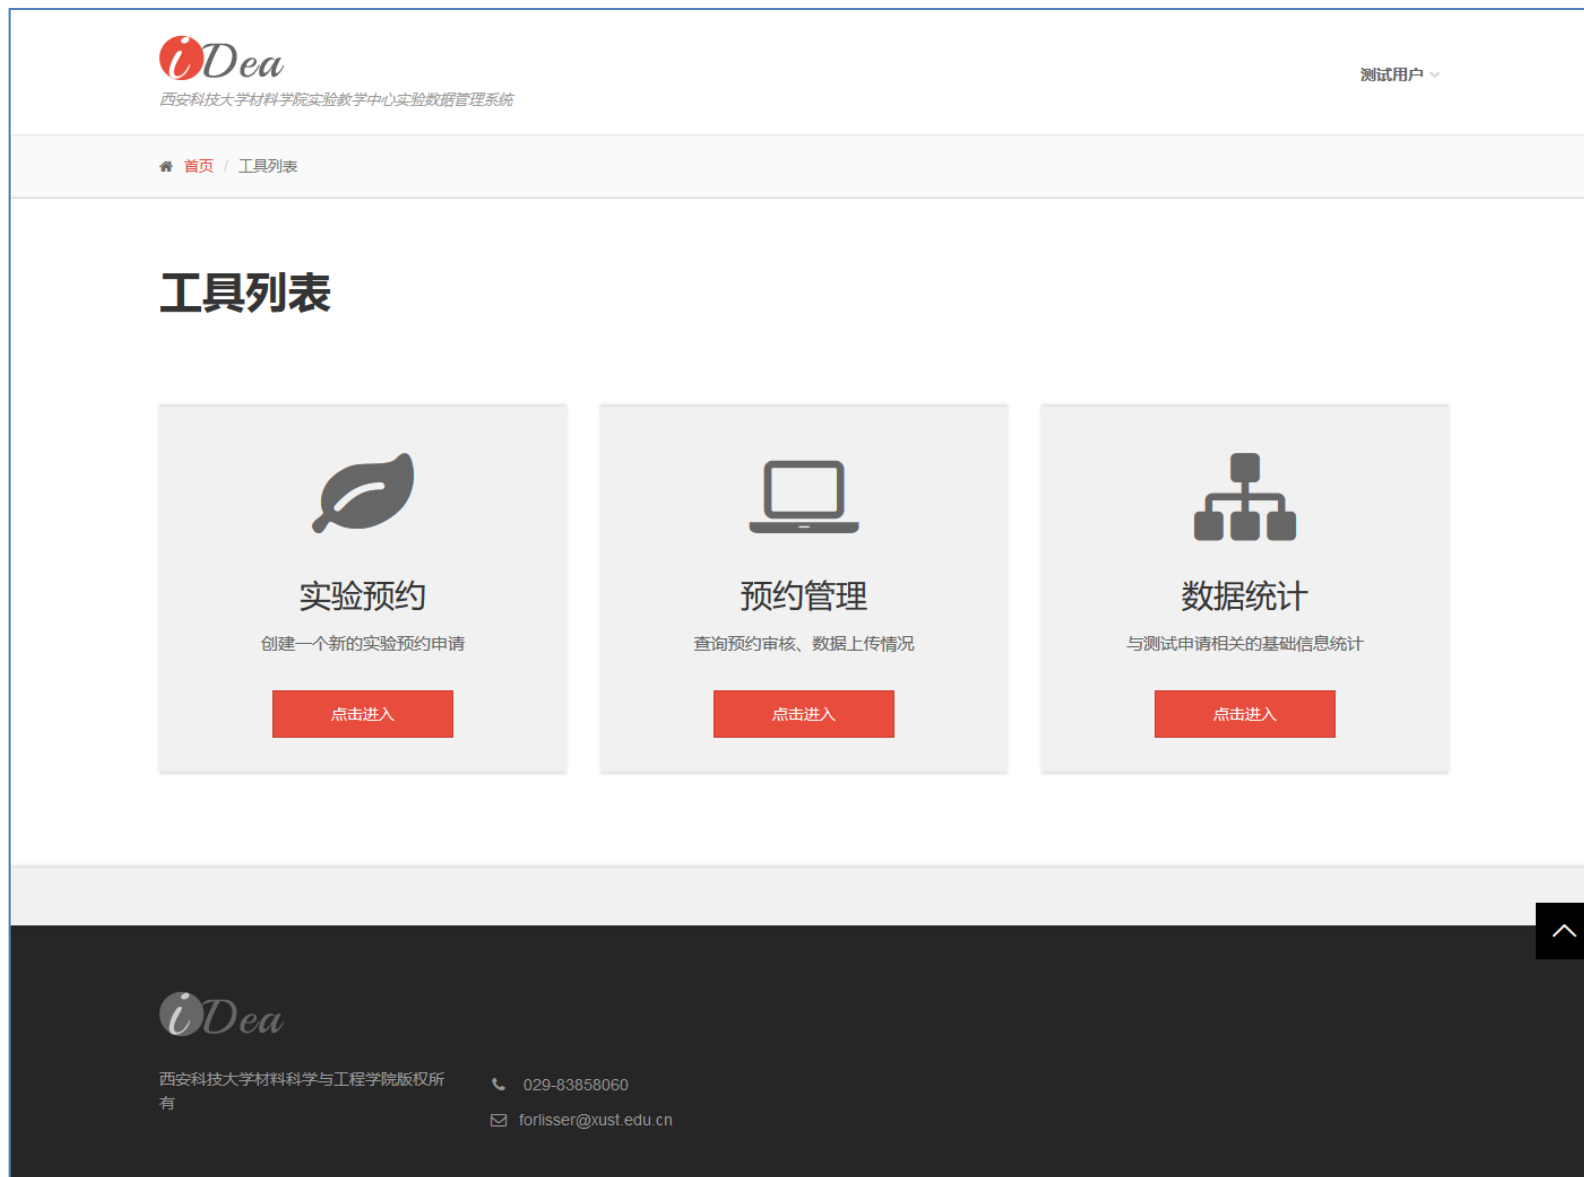 iDea
西安科技大学材料学院实验教学中心实验数据管理系统
测试用户
首页 / 工具列表
工具列表
实验预约
创建一个新的实验预约申请
点击进入
预约管理
查询预约审核、数据上传情况
点击进入
数据统计
与测试申请相关的基础信息统计
点击进入
iDea
西安科技大学材料科学与工程学院版权所
有
029-83858060
forlisser@xust.edu.cn